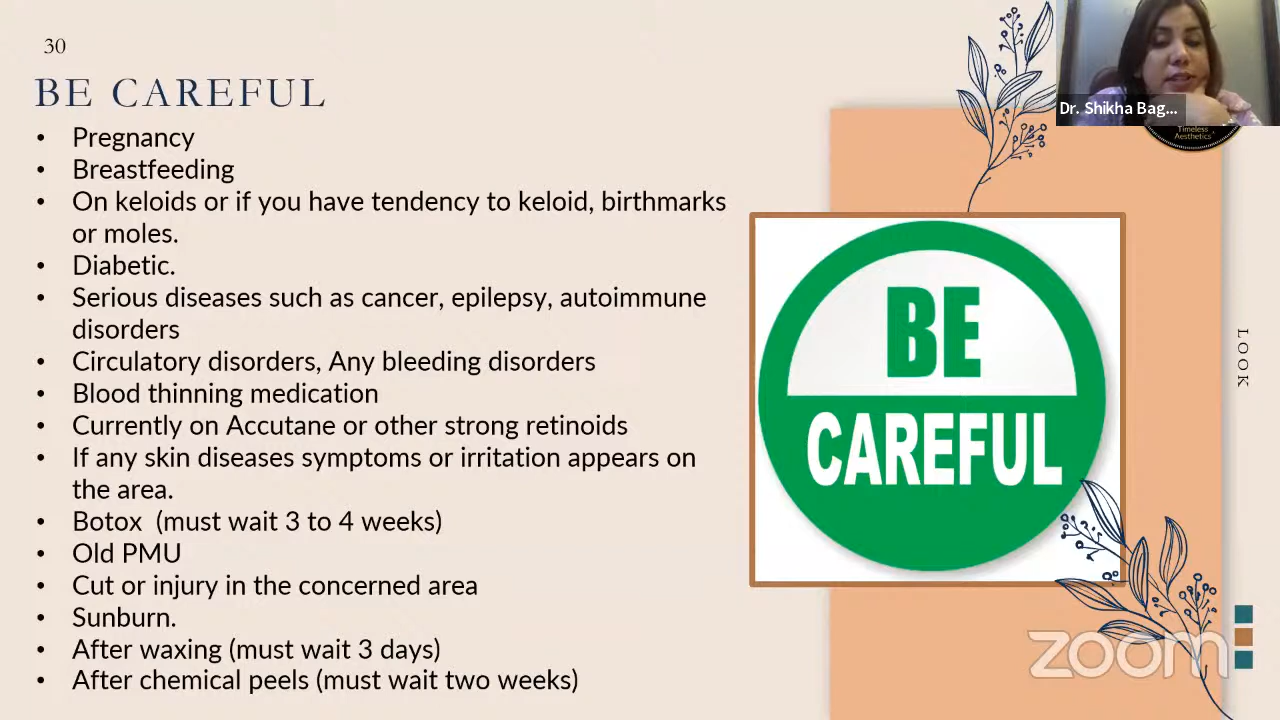 30
BE CAREFUL
• Pregnancy
• Breastfeeding
• On keloids or if you have tendency to keloid, birthmarks
or moles.
• Diabetic.
• Serious diseases such as cancer, epilepsy, autoimmune
disorders
• Circulatory disorders, Any bleeding disorders
• Blood thinning medication
• Currently on Accutane or other strong retinoids
• If any skin diseases symptoms or irritation appears on
the area.
• Botox  (must wait 3 to 4 weeks)
• Old PMU
• Cut or injury in the concerned area
• Sunburn.
• After waxing (must wait 3 days)
• After chemical peels (must wait two weeks)
BE
CAREFUL
Dr. Shikha Bag...
Timeless
Aesthetics
LOOK
zoom